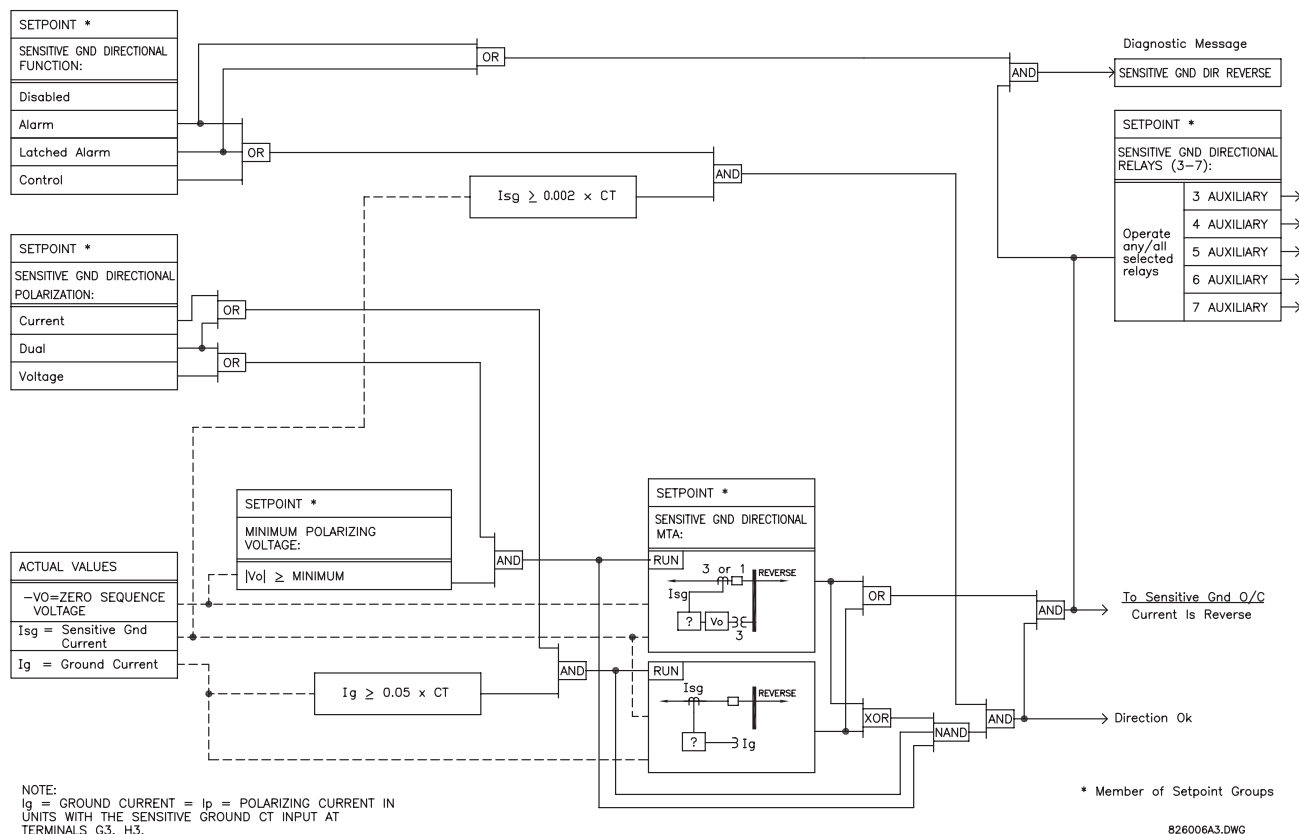 SETPOINT *
SENSITIVE GND DIRECTIONAL
FUNCTION:
Disabled
Alarm
Latched Alarm
Control
OR
OR
AND
Isg ≥ 0.002 x CT
AND
Diagnostic Message
SENSITIVE GND DIR REVERSE
SETPOINT *
SENSITIVE GND DIRECTIONAL
RELAYS (3-7):
Operate
any/all
selected
relays
3 AUXILIARY
4 AUXILIARY
5 AUXILIARY
6 AUXILIARY
7 AUXILIARY
SETPOINT *
SENSITIVE GND DIRECTIONAL
POLARIZATION:
Current
Dual
Voltage
OR
OR
SETPOINT *
MINIMUM POLARIZING
VOLTAGE:
|Vo| ≥ MINIMUM
AND
ACTUAL VALUES
-VO=ZERO SEQUENCE
VOLTAGE
Isg = Sensitive Gnd
Current
Ig = Ground Current
Ig ≥ 0.05 x CT
AND
SETPOINT *
SENSITIVE GND DIRECTIONAL
MTA:
RUN
3 or 1
REVERSE
Isg
?
Vo
3
RUN
Isg
REVERSE
?
Ig
OR
XOR
NAND
AND
AND
To Sensitive Gnd O/C
Current Is Reverse
Direction Ok
NOTE:
Ig = GROUND CURRENT = Ip = POLARIZING CURRENT IN
UNITS WITH THE SENSITIVE GROUND CT INPUT AT
TERMINALS G3, H3.
* Member of Setpoint Groups
826006A3.DWG